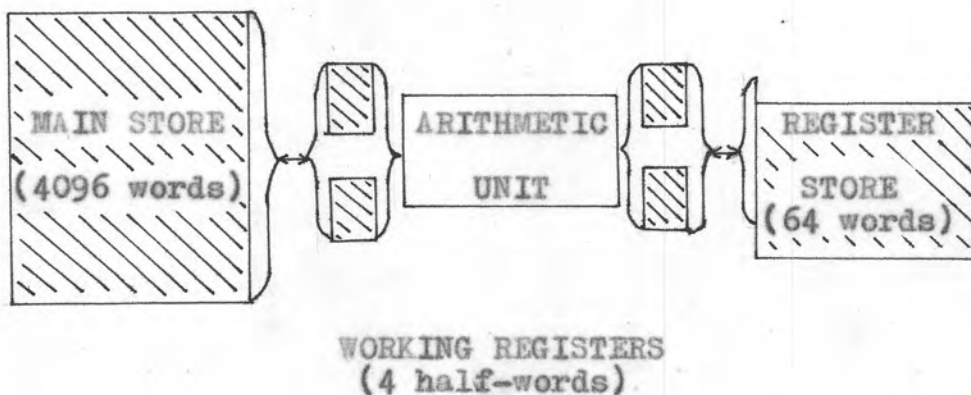 MAIN STORE
(4096 words)
ARITHMETIC
UNIT
REGISTER
STORE
(64 words)
WORKING REGISTERS
(4 half-words)